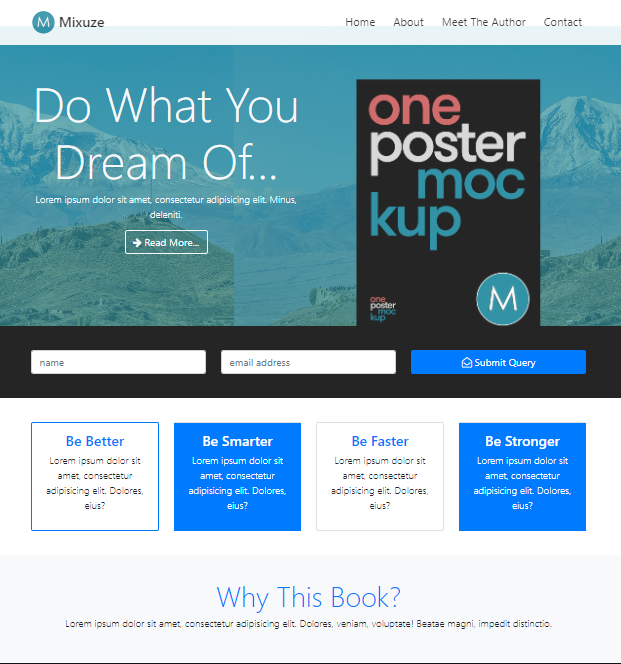 M Mixuze
Home About Meet The Author Contact
Do What You
Dream Of...
Lorem ipsum dolor sit amet, consectetur adipisicing elit. Minus,
deleniti.
Read More...
one
poster
moc
kup
one
poster
moc
kup
M
name
email address
Submit Query
Be Better
Lorem ipsum dolor sit
amet, consectetur
adipisicing elit. Dolores,
eius?
Be Smarter
Lorem ipsum dolor sit
amet, consectetur
adipisicing elit. Dolores,
eius?
Be Faster
Lorem ipsum dolor sit
amet, consectetur
adipisicing elit. Dolores,
eius?
Be Stronger
Lorem ipsum dolor sit
amet, consectetur
adipisicing elit. Dolores,
eius?
Why This Book?
Lorem ipsum dolor sit amet, consectetur adipisicing elit. Dolores, veniam, voluptate! Beatae magni, impedit distinctio.